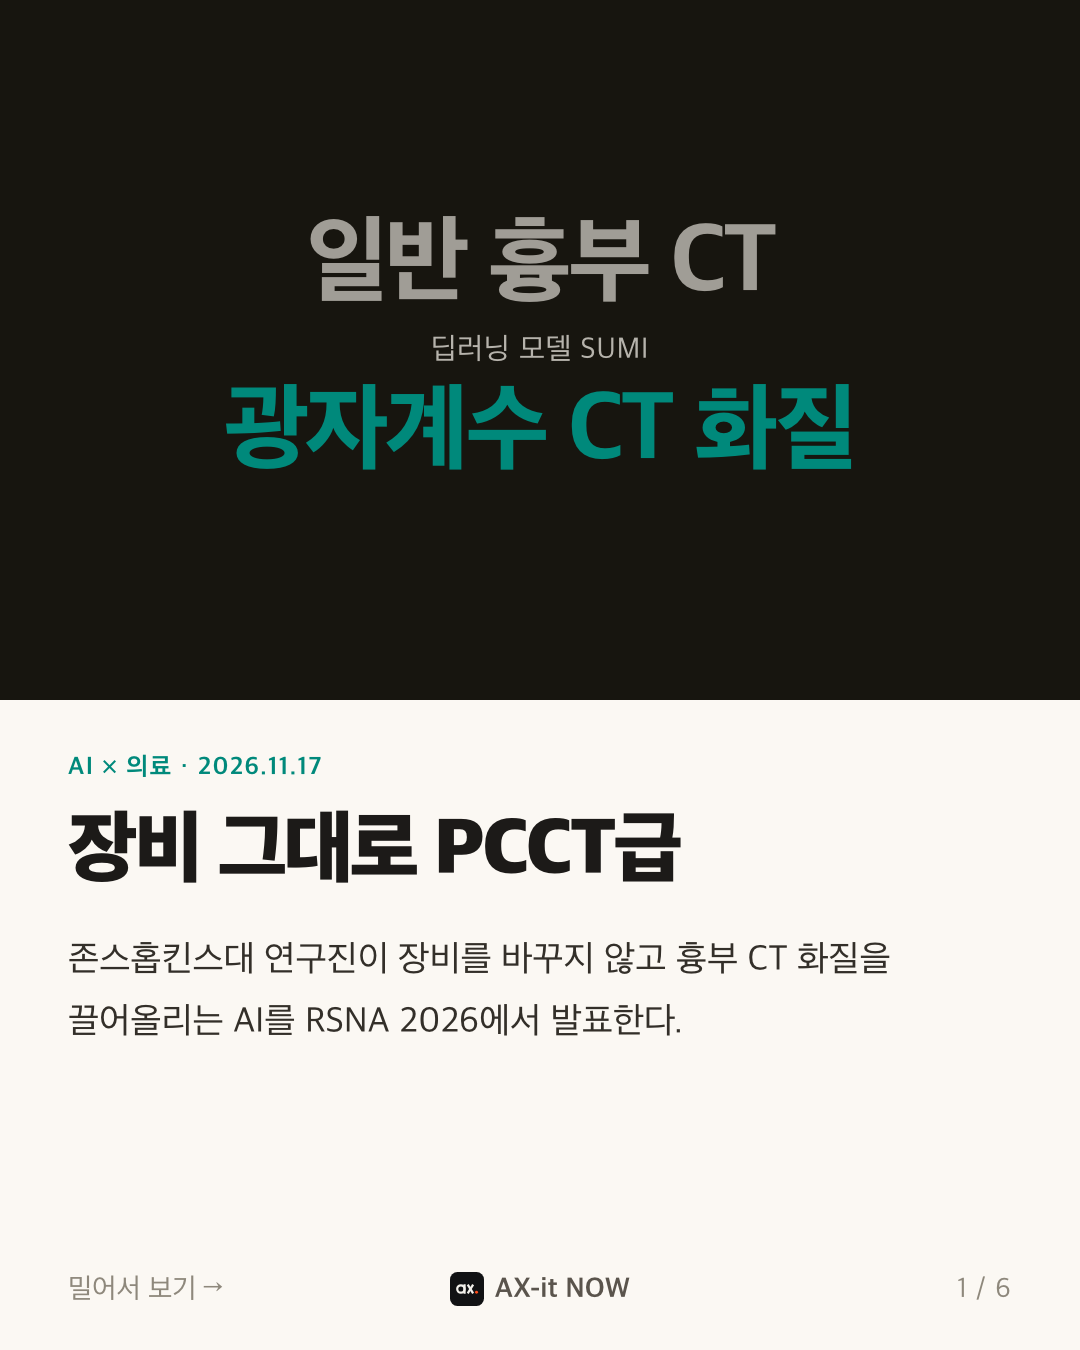 일반 흉부 CT
딥러닝 모델 SUMI
광자계수 CT 화질
AI × 의료 · 2026.11.17
장비 그대로 PCCT급
존스홉킨스대 연구진이 장비를 바꾸지 않고 흉부 CT 화질을
끌어올리는 AI를 RSNA 2026에서 발표한다.
밀어서 보기 →
ax. AX-it NOW
1 / 6